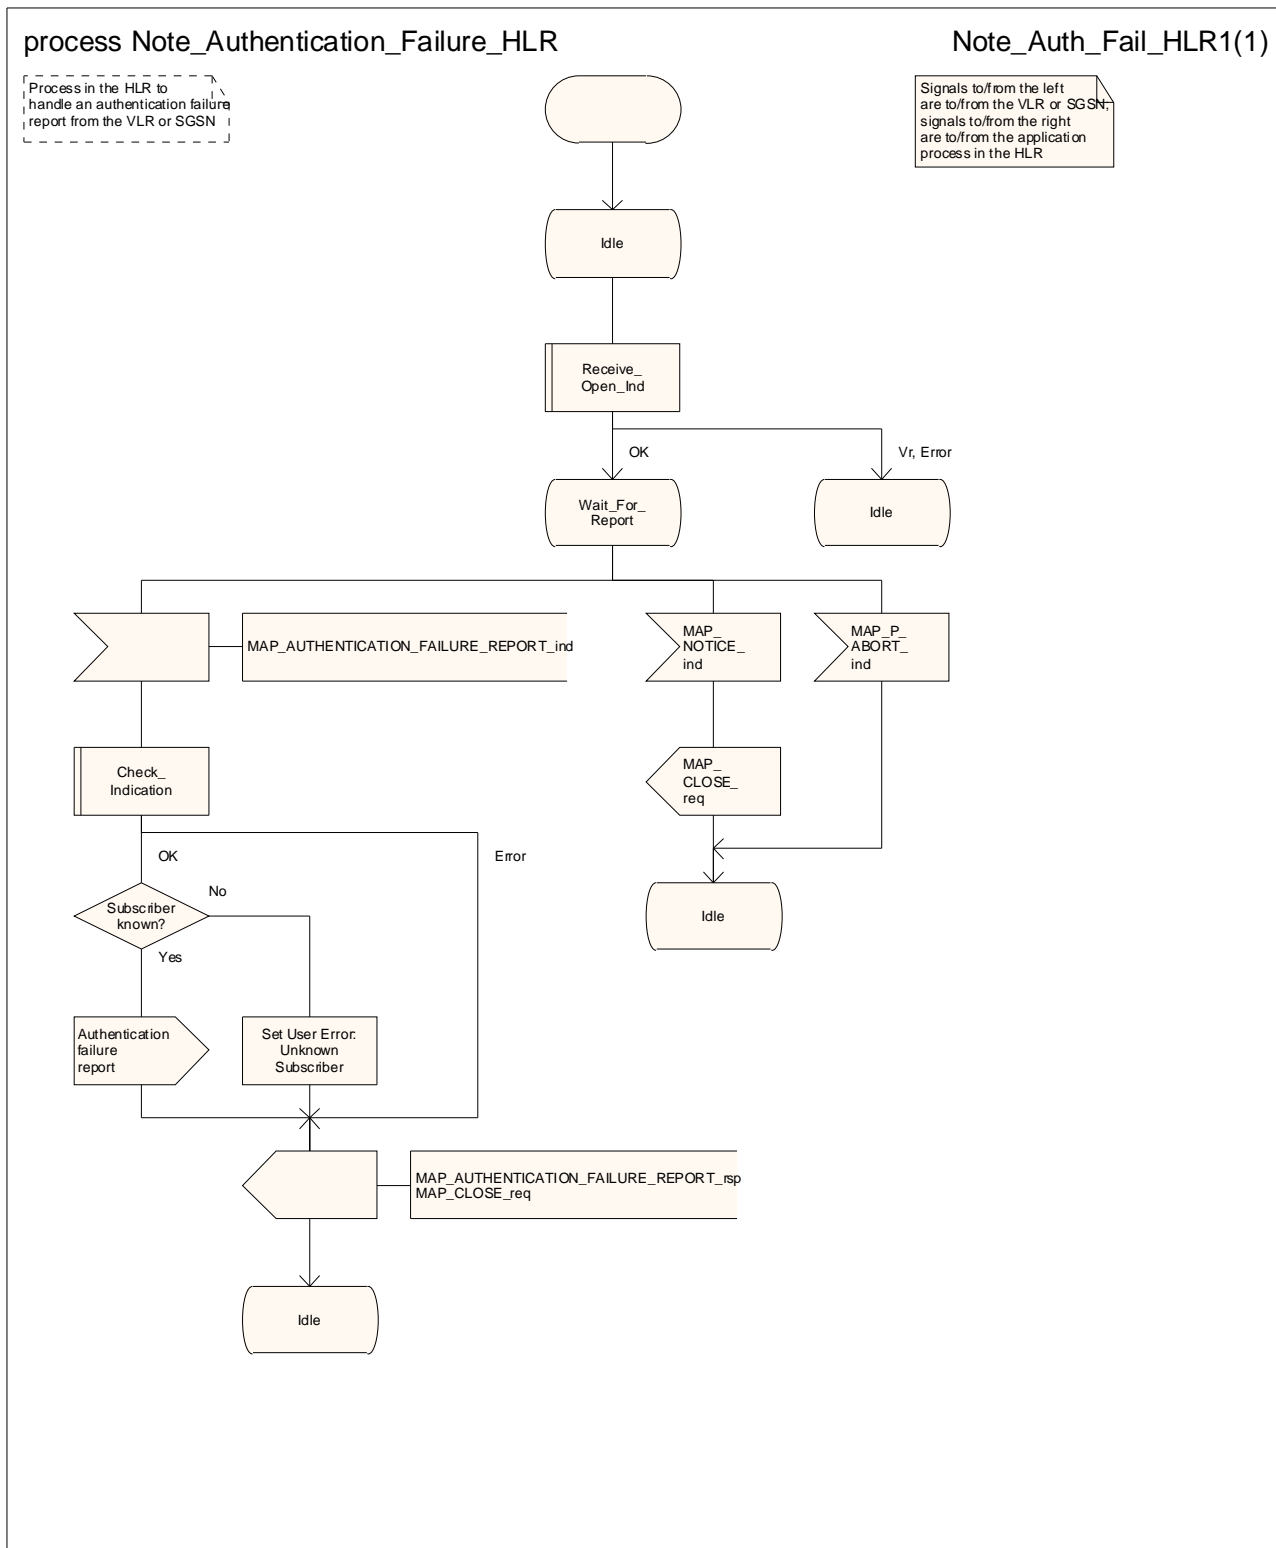 process Note_Authentication_Failure_HLR
Note_Auth_Fail_HLR1(1)
Process in the HLR to
handle an authentication failure
report from the VLR or SGSN
Signals to/from the left
are to/from the VLR or SGSN,
signals to/from the right
are to/from the application
process in the HLR
Idle
Receive_
Open_Ind
OK
Vr, Error
Wait_For_
Report
Idle
MAP_AUTHENTICATION_FAILURE_REPORT_ind
MAP_
NOTICE_
ind
MAP_P_
ABORT_
ind
Check_
Indication
MAP_
CLOSE_
req
OK
Error
No
Subscriber
known?
Idle
Yes
Authentication
failure
report
Set User Error:
Unknown
Subscriber
MAP_AUTHENTICATION_FAILURE_REPORT_rsp
MAP_CLOSE_req
Idle